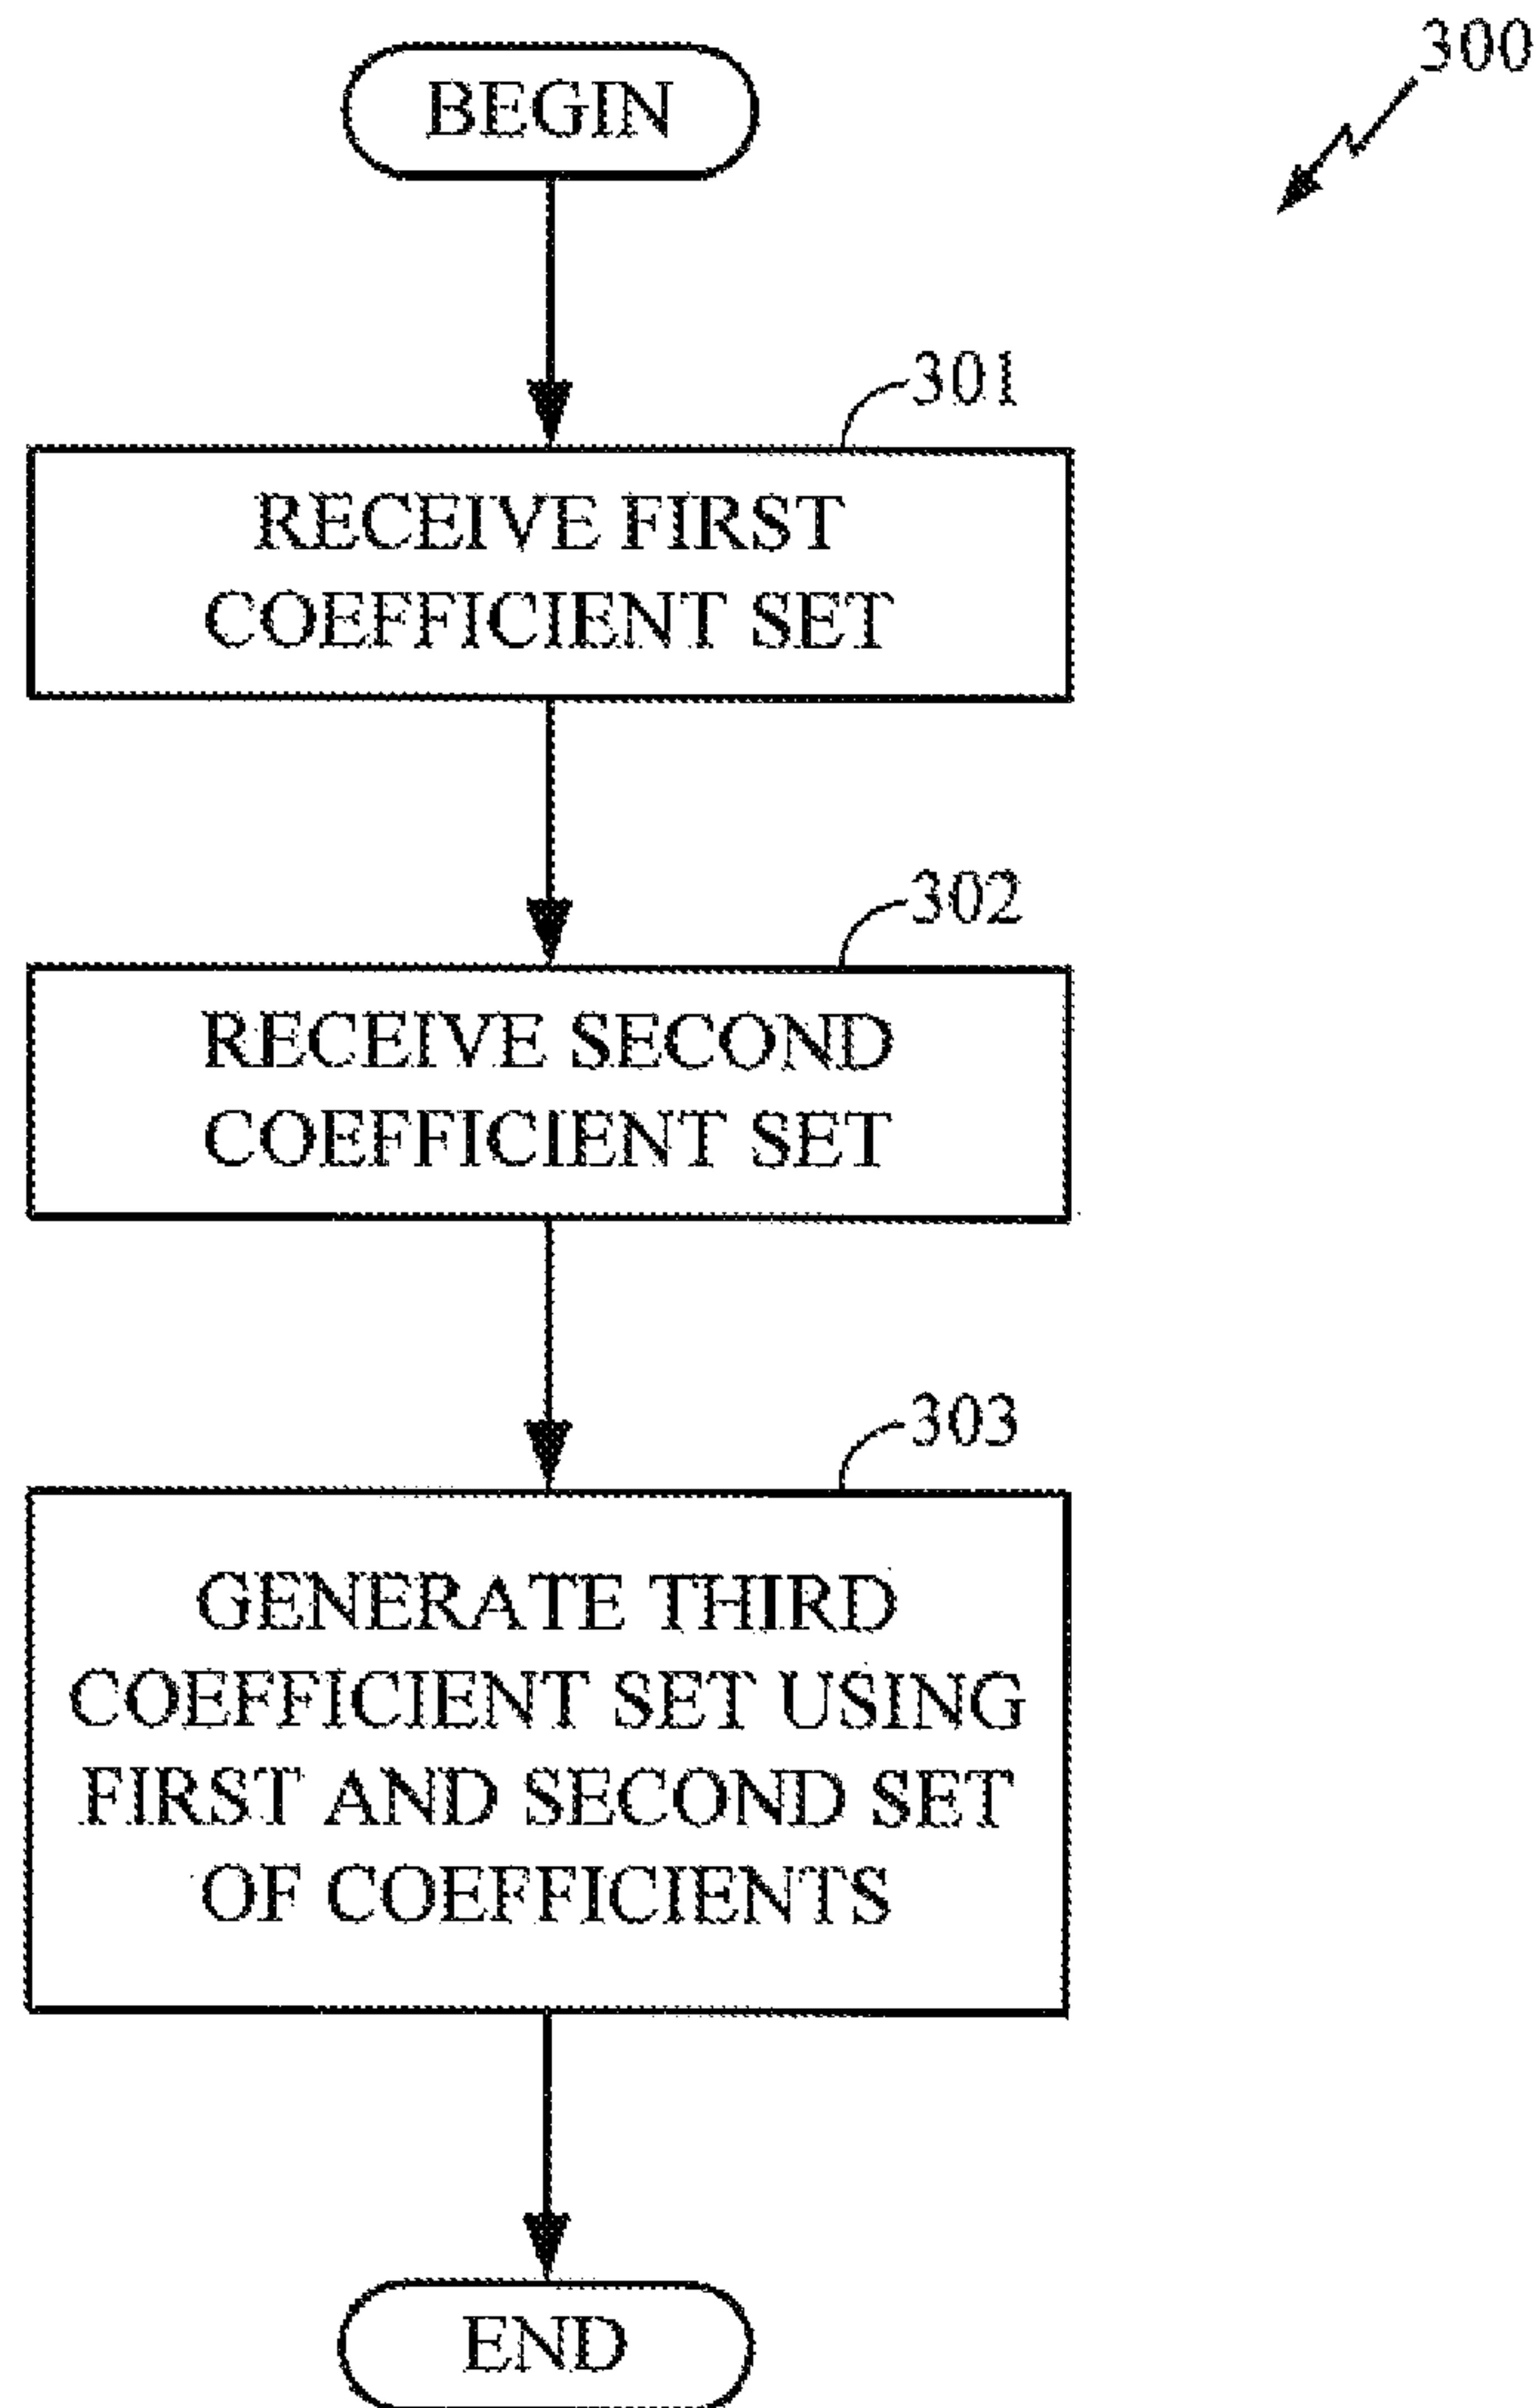 300
BEGIN
301
RECEIVE FIRST
COEFFICIENT SET
302
RECEIVE SECOND
COEFFICIENT SET
303
GENERATE THIRD
COEFFICIENT SET USING
FIRST AND SECOND SET
OF COEFFICIENTS
END